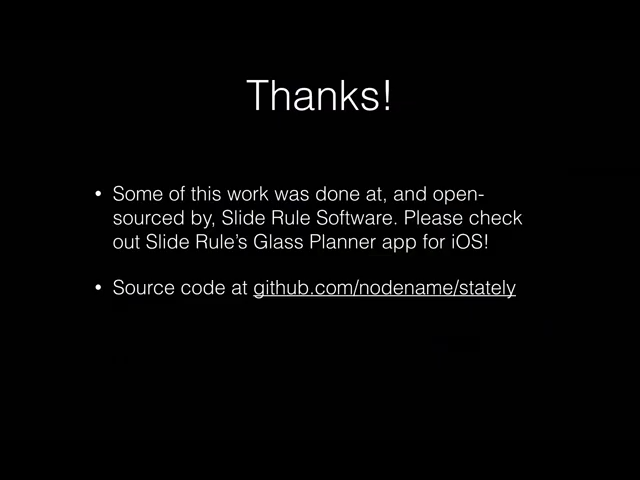 Thanks!
• Some of this work was done at, and open-
sourced by, Slide Rule Software. Please check
out Slide Rule’s Glass Planner app for iOS!
• Source code at github.com/nodename/stately